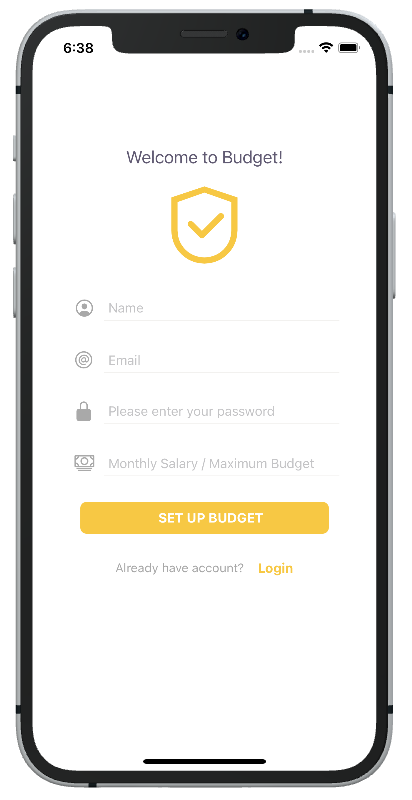 6:38
Welcome to Budget!
Name
Email
Please enter your password
Monthly Salary / Maximum Budget
SET UP BUDGET
Already have account? Login